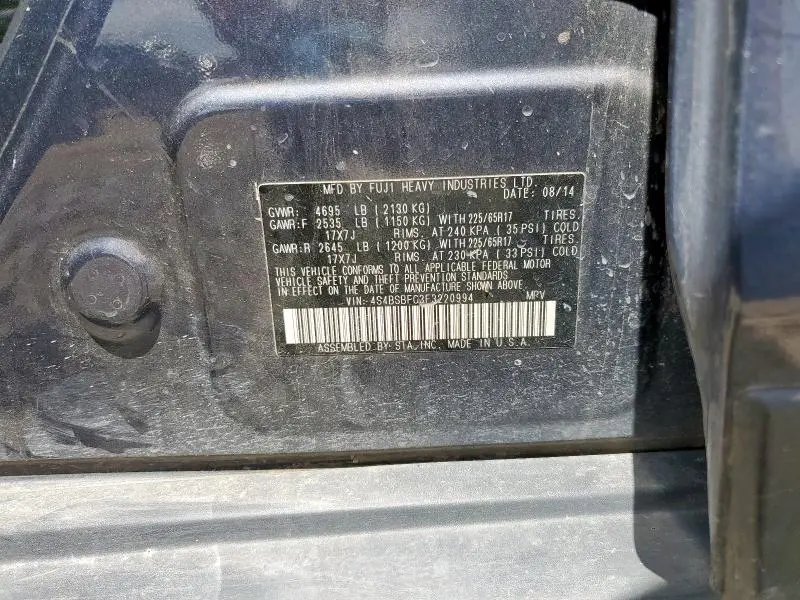 MFD BY FUJI HEAVY INDUSTRIES LTD.
DATE: 08/14
GVWR: 4695 LB (2130 KG)
GAWR:F 2535 LB (1150 KG) WITH 225/65R17 TIRES.
17X7J RIMS. AT 240 KPA (35 PSI) COLD
GAWR:R 2645 LB (1200 KG) WITH 225/65R17 TIRES.
17X7J RIMS. AT 230 KPA (33 PSI) COLD
THIS VEHICLE CONFORMS TO ALL APPLICABLE FEDERAL MOTOR
VEHICLE SAFETY AND THEFT PREVENTION STANDARDS
IN EFFECT ON THE DATE OF MANUFACTURE SHOWN ABOVE.
VIN: 4S4BSBFC3F3220994 MPV
ASSEMBLED BY SIA, INC. MADE IN U.S.A.